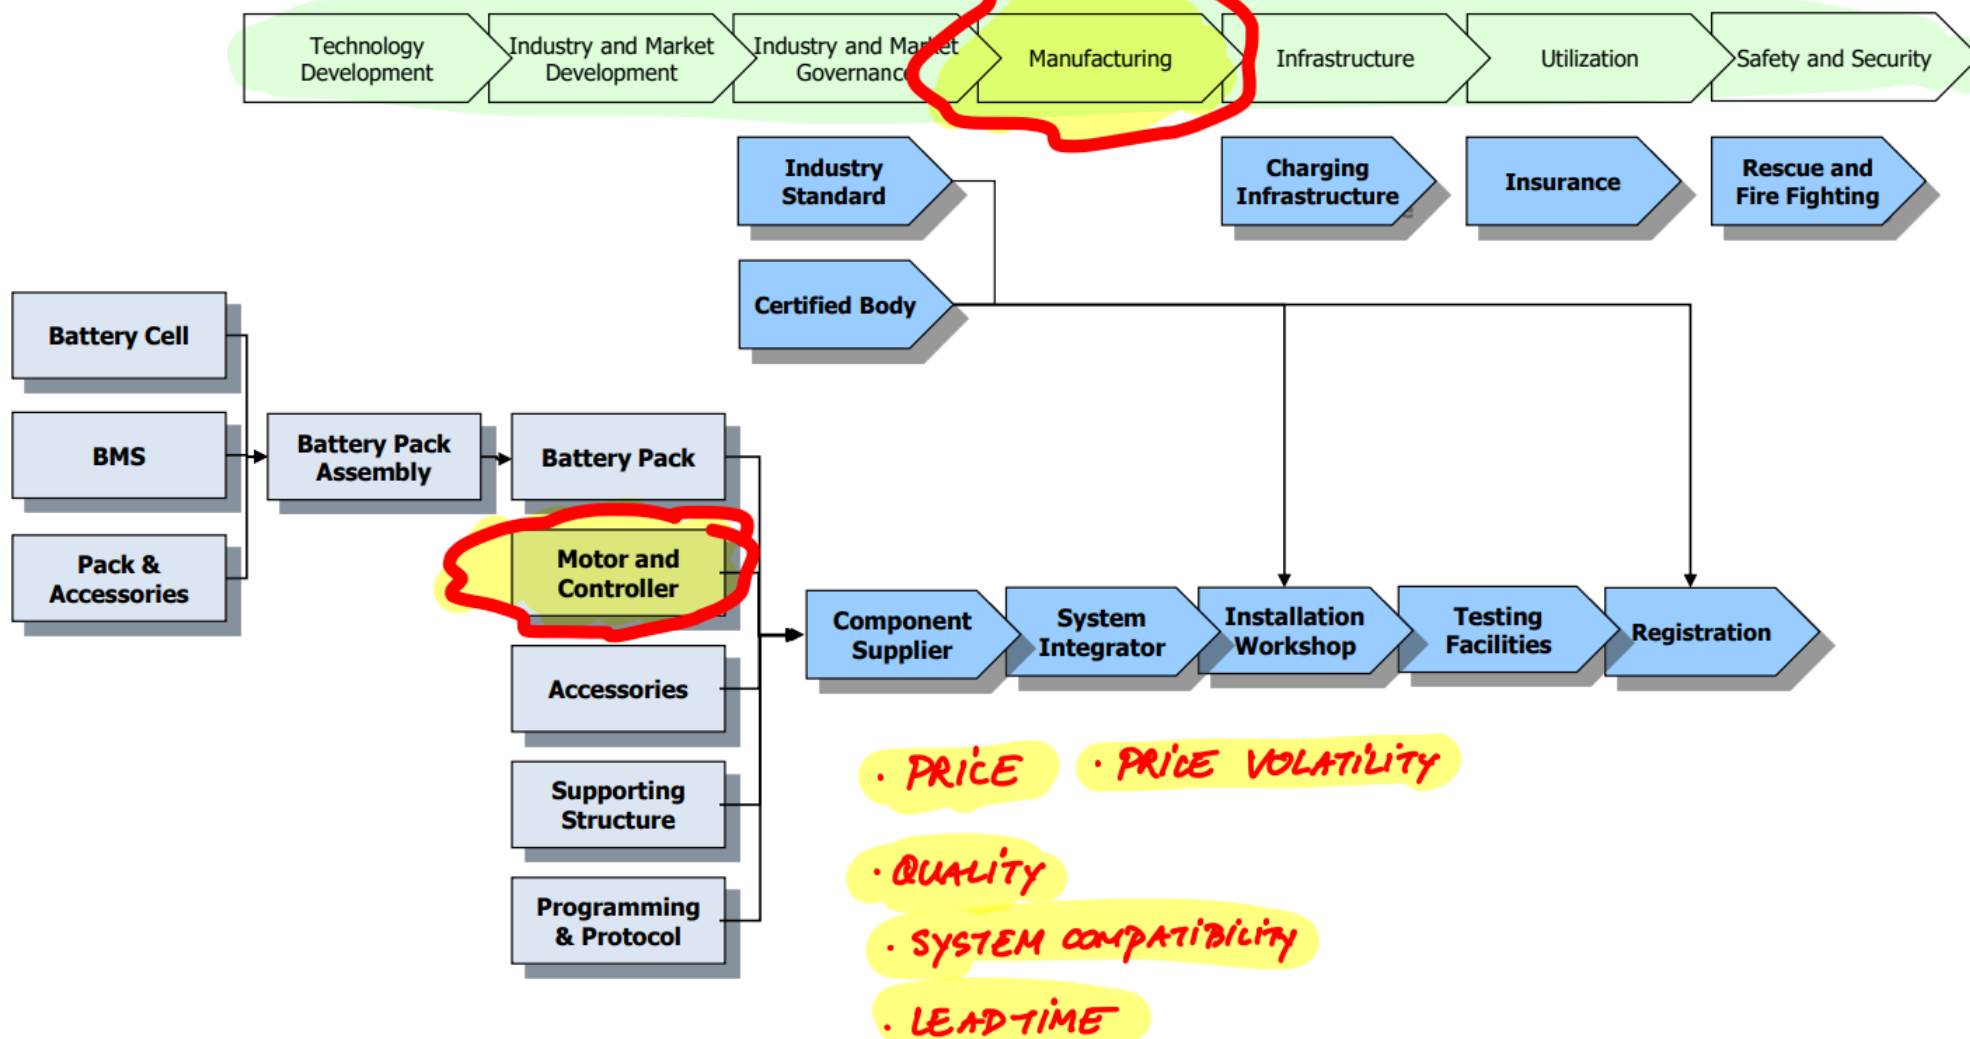 Technology
Development
Industry and Market
Development
Industry and Market
Governance
Manufacturing
Infrastructure
Utilization
Safety and Security
Industry
Standard
Charging
Infrastructure
Insurance
Rescue and
Fire Fighting
Certified Body
Battery Cell
BMS
Pack &
Accessories
Battery Pack
Assembly
Battery Pack
Motor and
Controller
Accessories
Supporting
Structure
Programming
& Protocol
Component
Supplier
System
Integrator
Installation
Workshop
Testing
Facilities
Registration
· PRICE
· PRICE VOLATILITY
· QUALITY
· SYSTEM COMPATIBILITY
· LEADTIME